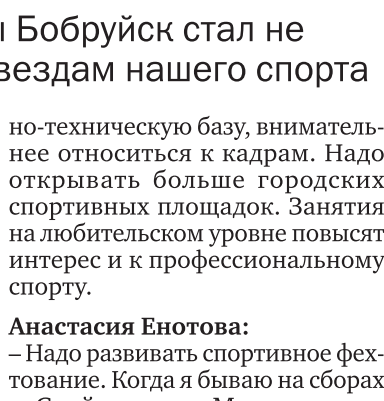 Бобруйск стал не
нашего спорта
но-техническую базу, вниматель-
нее относиться к кадрам. Надо
открывать больше городских
спортивных площадок. Занятия
на любительском уровне повысят
интерес и к профессиональному
спорту.
Анастасия Енотова:
– Надо развивать спортивное фех-
тование. Когда я бываю на сборах